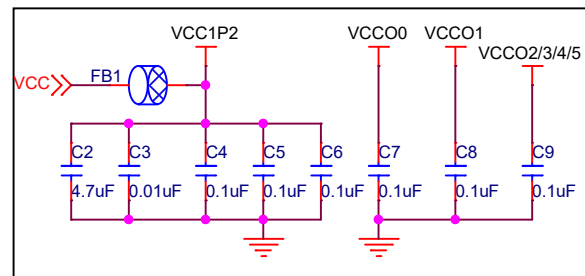 VCC1P2
VCCO0
VCCO1
VCCO2/3/4/5
VCC
FB1
C2
C3
C4
C5
C6
C7
C8
C9
4.7uF
0.01uF
0.1uF
0.1uF
0.1uF
0.1uF
0.1uF
0.1uF